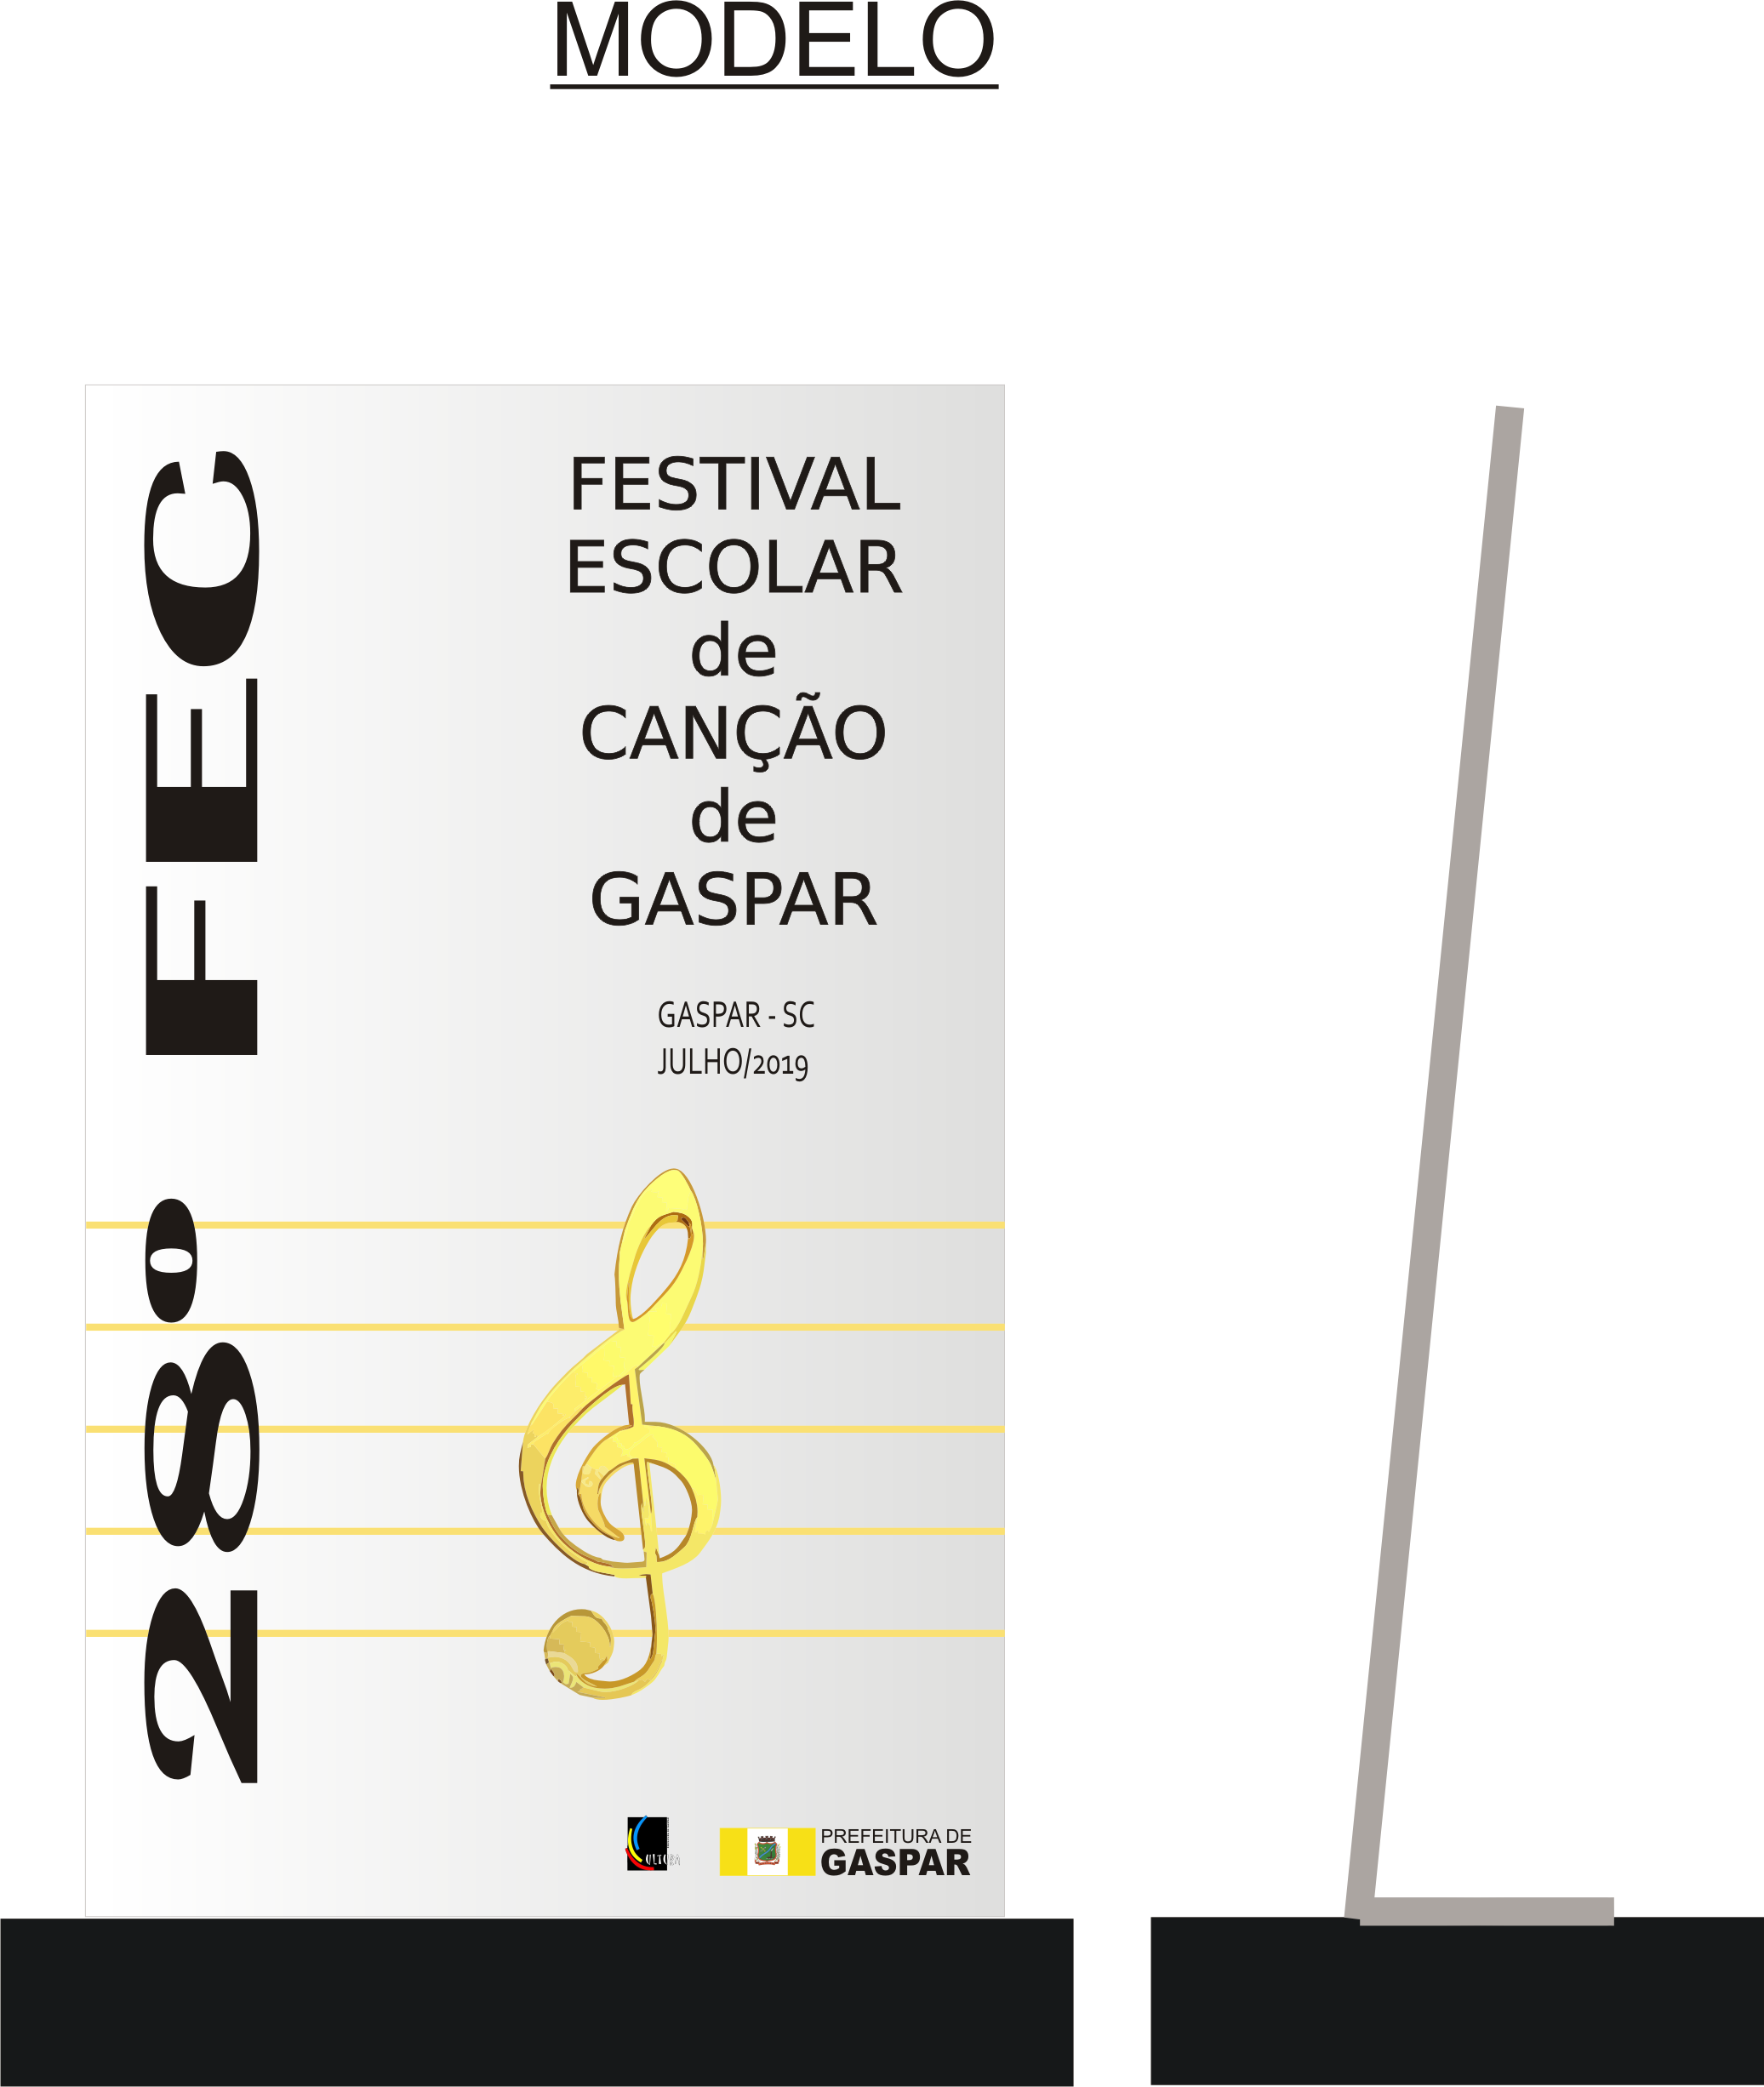 MODELO
28º FEC
FESTIVAL
ESCOLAR
de
CANÇÃO
de
GASPAR
GASPAR - SC
JULHO/2019
PREFEITURA DE
GASPAR